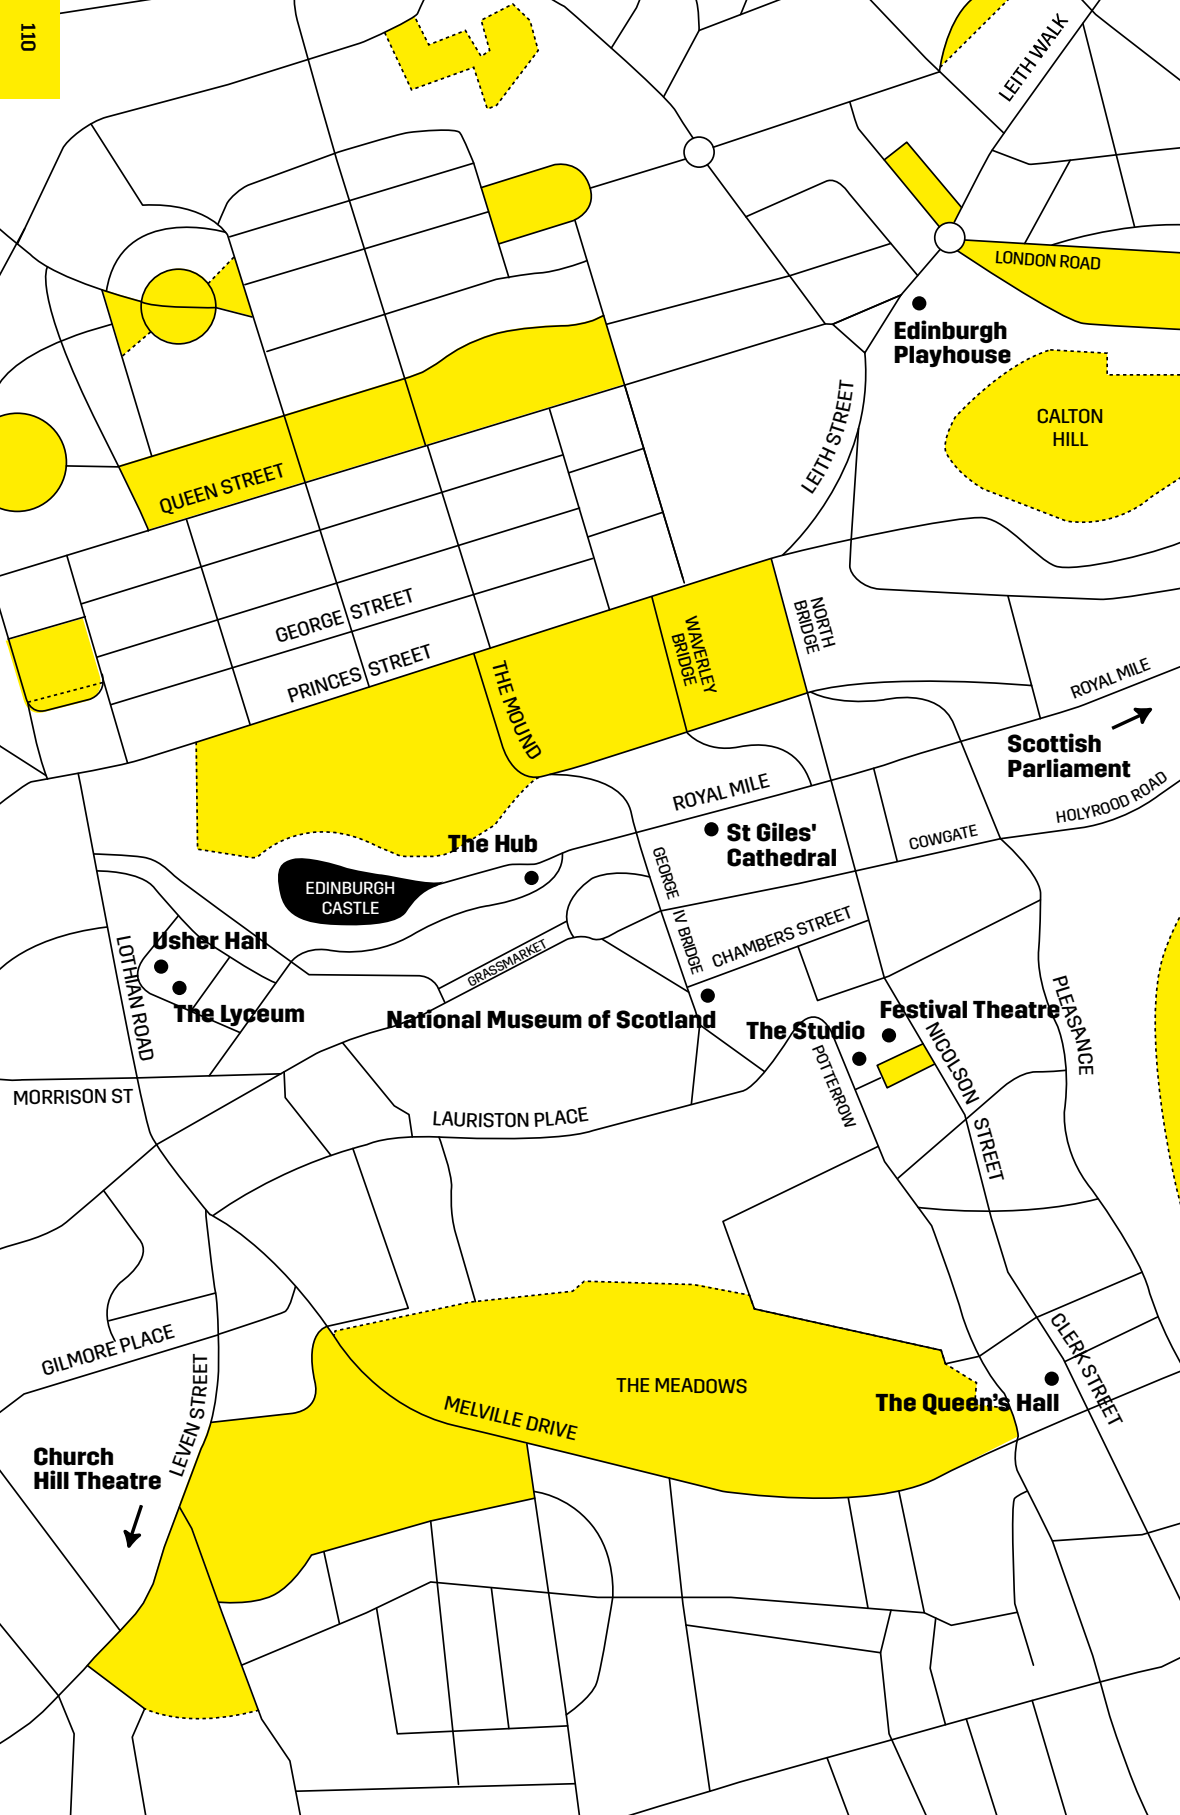 110
LEITH WALK
LONDON ROAD
Edinburgh
Playhouse
LEITH STREET
CALTON
HILL
QUEEN STREET
GEORGE STREET
PRINCES STREET
THE MOUND
WAVERLEY
BRIDGE
NORTH
BRIDGE
ROYAL MILE
Scottish
Parliament
HOLYROOD ROAD
ROYAL MILE
COWGATE
The Hub
St Giles'
Cathedral
EDINBURGH
CASTLE
GEORGE IV BRIDGE
CHAMBERS STREET
GRASSMARKET
Usher Hall
The Lyceum
LOTHIAN ROAD
National Museum of Scotland
The Studio
Festival Theatre
PLEASANCE
NICOLSON STREET
POTTERROW
MORRISON ST
LAURISTON PLACE
GILMORE PLACE
LEVEN STREET
THE MEADOWS
MELVILLE DRIVE
The Queen's Hall
CLERK STREET
Church
Hill Theatre